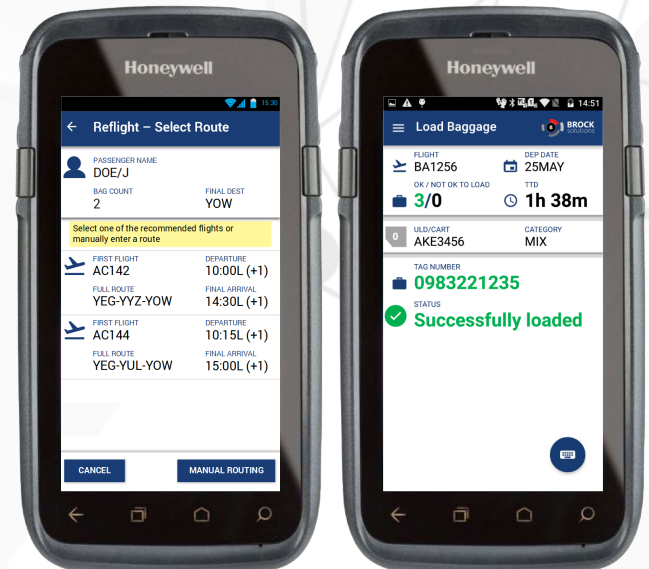 Honeywell
15:30
Reflight – Select Route
PASSENGER NAME
DOE/J
BAG COUNT FINAL DEST
2 YOW
Select one of the recommended flights or
manually enter a route
FIRST FLIGHT DEPARTURE
AC142 10:00L (+1)
FULL ROUTE FINAL ARRIVAL
YEG-YYZ-YOW 14:30L (+1)
FIRST FLIGHT DEPARTURE
AC144 10:15L (+1)
FULL ROUTE FINAL ARRIVAL
YEG-YUL-YOW 15:00L (+1)
CANCEL MANUAL ROUTING
Honeywell
14:51
Load Baggage BROCK
solutions
FLIGHT DEP DATE
BA1256 25MAY
OK / NOT OK TO LOAD TTD
3/0 1h 38m
0 ULD/CART CATEGORY
AKE3456 MIX
TAG NUMBER
0983221235
STATUS
Successfully loaded